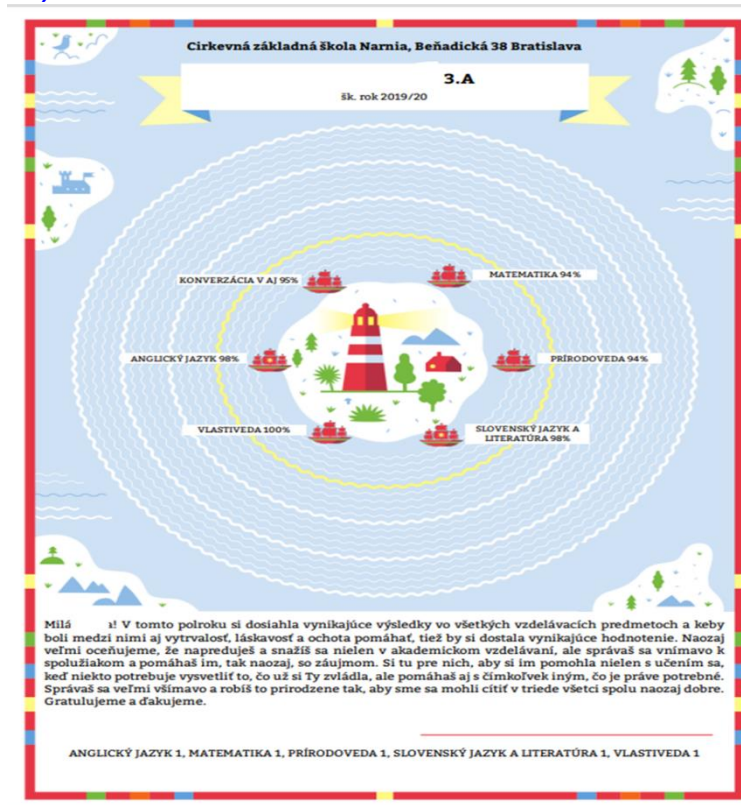 Cirkevná základná škola Narnia, Beňadická 38 Bratislava
3.A
šk. rok 2019/20
KONVERZÁCIA V AJ 95%
MATEMATIKA 94%
ANGLICKÝ JAZYK 98%
PRÍRODOVEDA 94%
VLASTIVEDA 100%
SLOVENSKÝ JAZYK A
LITERATÚRA 98%
Milá ! V tomto polroku si dosiahla vynikajúce výsledky vo všetkých vzdelávacích predmetoch a keby
boli medzi nimi aj vytrvalosť, láskavosť a ochota pomáhať, tiež by si dostala vynikajúce hodnotenie. Naozaj
veľmi oceňujeme, že napreduješ a snažíš sa nielen v akademickom vzdelávaní, ale správaš sa vnímavo k
spolužiakom a pomáhaš im, tak naozaj, so záujmom. Si tu pre nich, aby si im pomohla nielen s učením sa,
keď niekto potrebuje vysvetliť to, čo už si Ty zvládla, ale pomáhaš aj s čímkoľvek iným, čo je práve potrebné.
Správaš sa veľmi všímavo a robíš to prirodzene tak, aby sme sa mohli cítiť v triede všetci spolu naozaj dobre.
Gratulujeme a ďakujeme.
ANGLICKÝ JAZYK 1, MATEMATIKA 1, PRÍRODOVEDA 1, SLOVENSKÝ JAZYK A LITERATÚRA 1, VLASTIVEDA 1